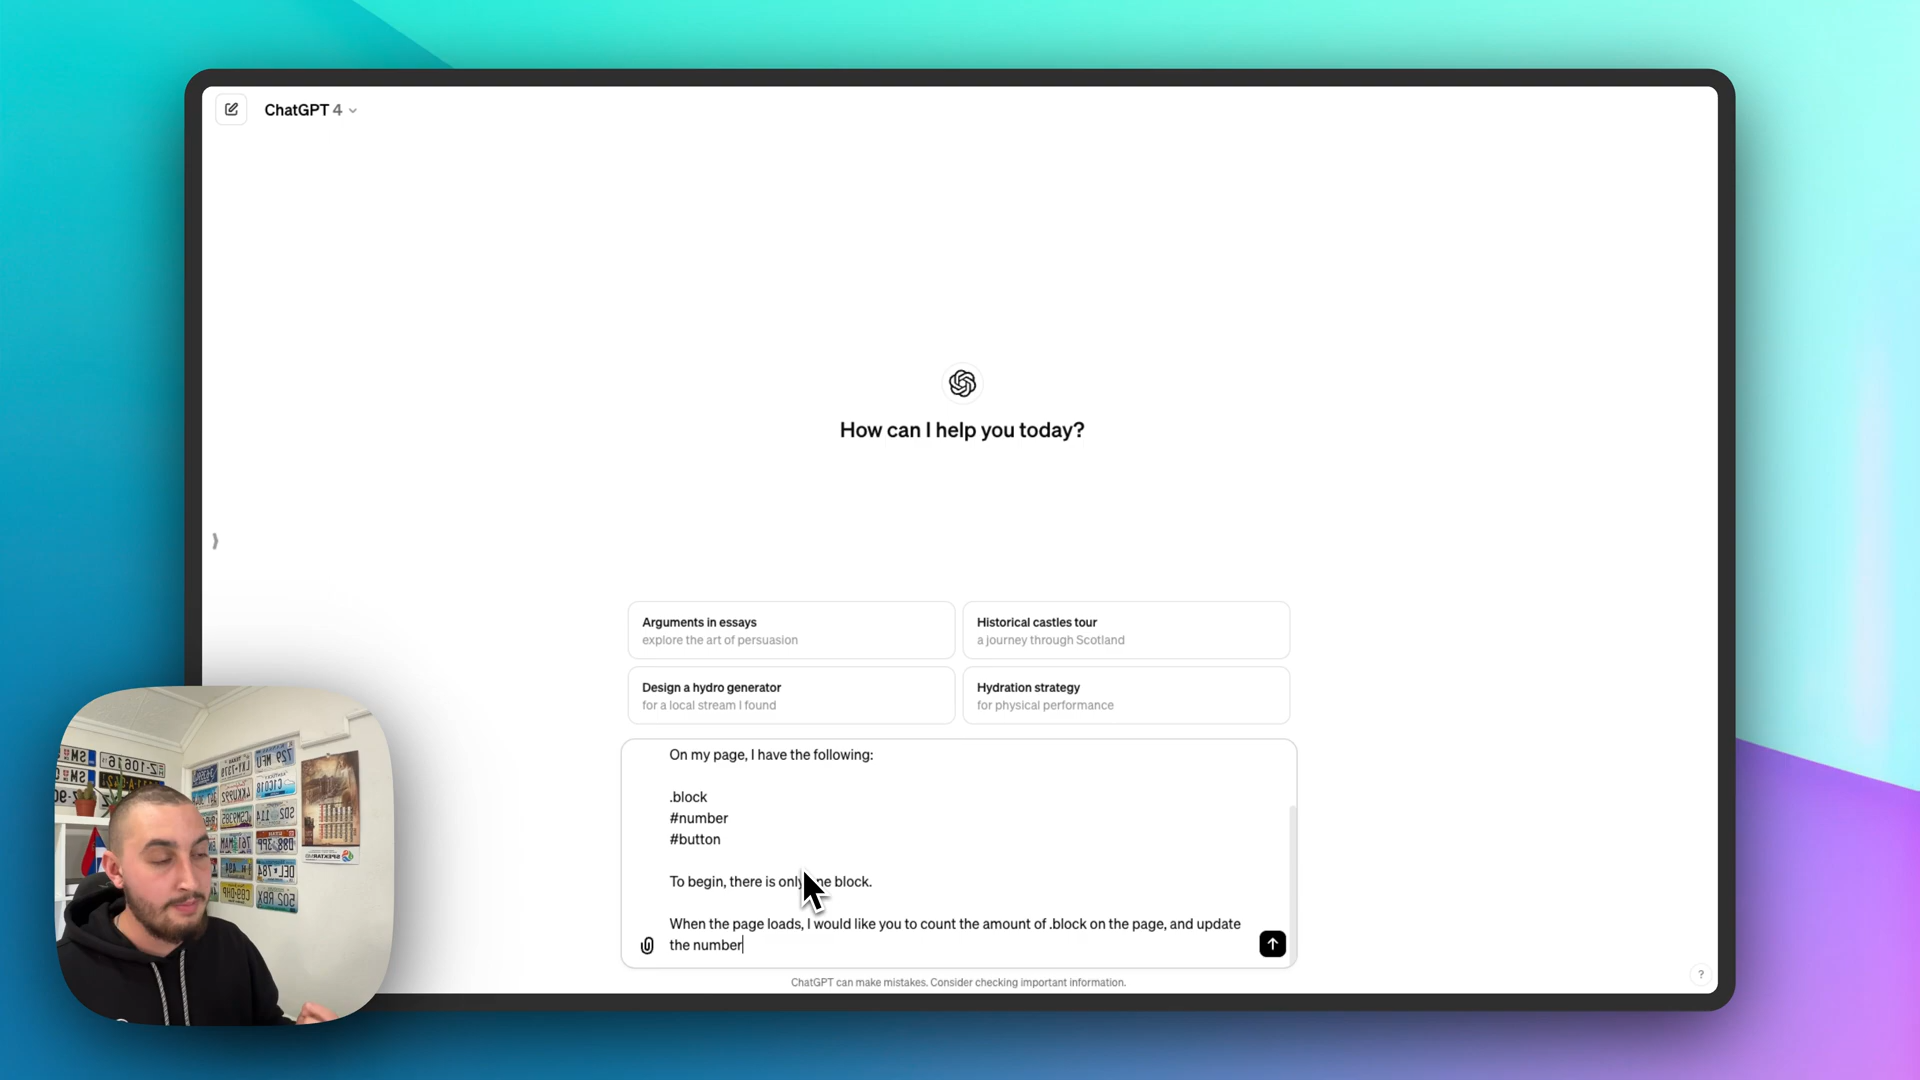 ChatGPT 4
How can I help you today?
Arguments in essays
explore the art of persuasion
Historical castles tour
a journey through Scotland
Design a hydro generator
for a local stream I found
Hydration strategy
for physical performance
On my page, I have the following:
.block
#number
#button
To begin, there is only ne block.
When the page loads, I would like you to count the amount of .block on the page, and update
the number
ChatGPT can make mistakes. Consider checking important information.
?